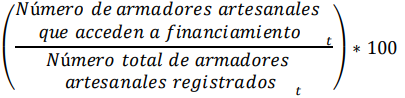 Número de armadores artesanales
que acceden a financiamiento t
Número total de armadores
artesanales registrados t
* 100